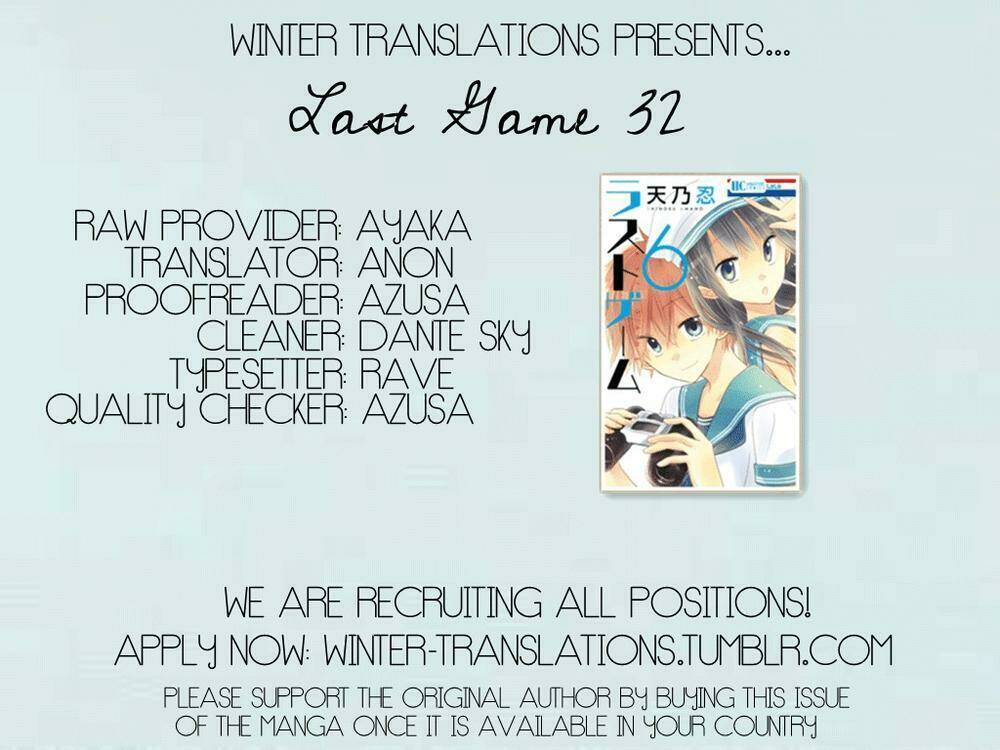 WINTER TRANSLATIONS PRESENTS...
Last Game 32
RAW PROVIDER: AYAKA
TRANSLATOR: ANON
PROOFREADER: AZUSA
CLEANER: DANTE SKY
TYPESETTER: RAVE
QUALITY CHECKER: AZUSA
ラストゲーム
天乃忍
SHINOBU AMANO
6
HC
WE ARE RECRUITING ALL POSITIONS!
APPLY NOW: WINTER-TRANSLATIONS.TUMBLR.COM
PLEASE SUPPORT THE ORIGINAL AUTHOR BY BUYING THIS ISSUE
OF THE MANGA ONCE IT IS AVAILABLE IN YOUR COUNTRY